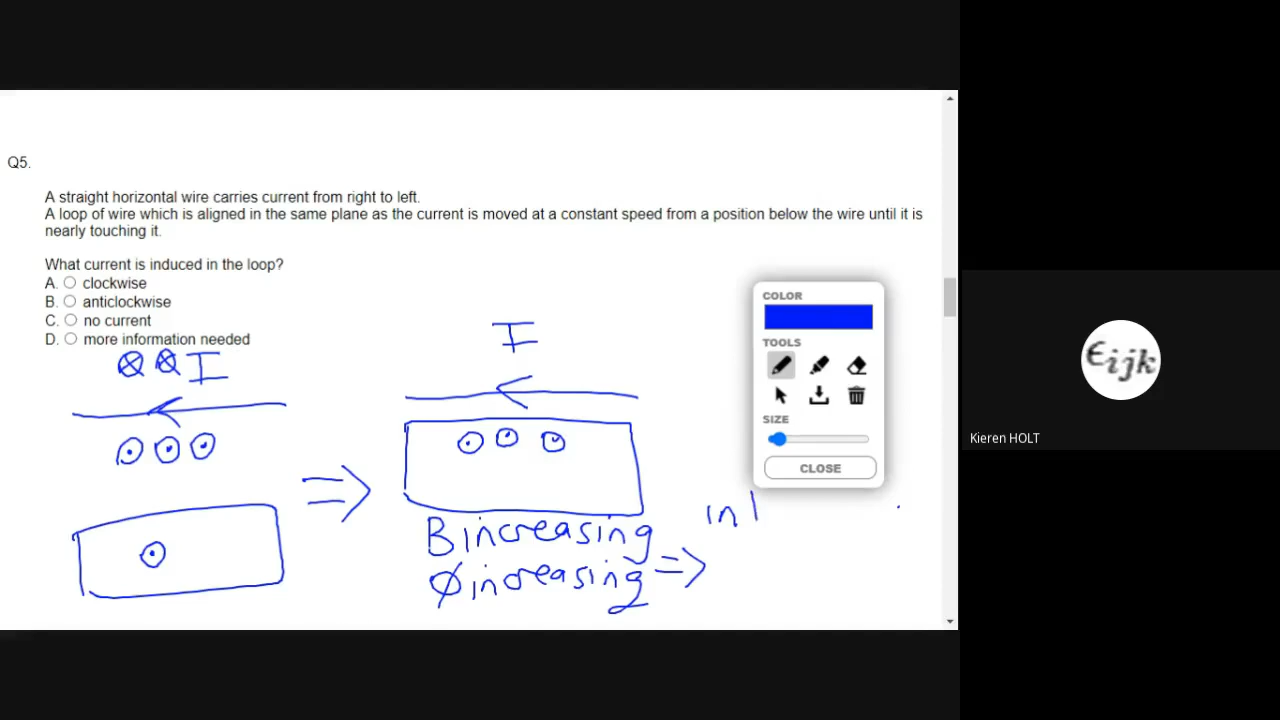 Q5.
A straight horizontal wire carries current from right to left.
A loop of wire which is aligned in the same plane as the current is moved at a constant speed from a position below the wire until it is
nearly touching it.
What current is induced in the loop?
A. clockwise
B. anticlockwise
C. no current
D. more information needed
I
I
B increasing
in
Ø increasing =>
COLOR
TOOLS
SIZE
CLOSE
ϵijk
Kieren HOLT